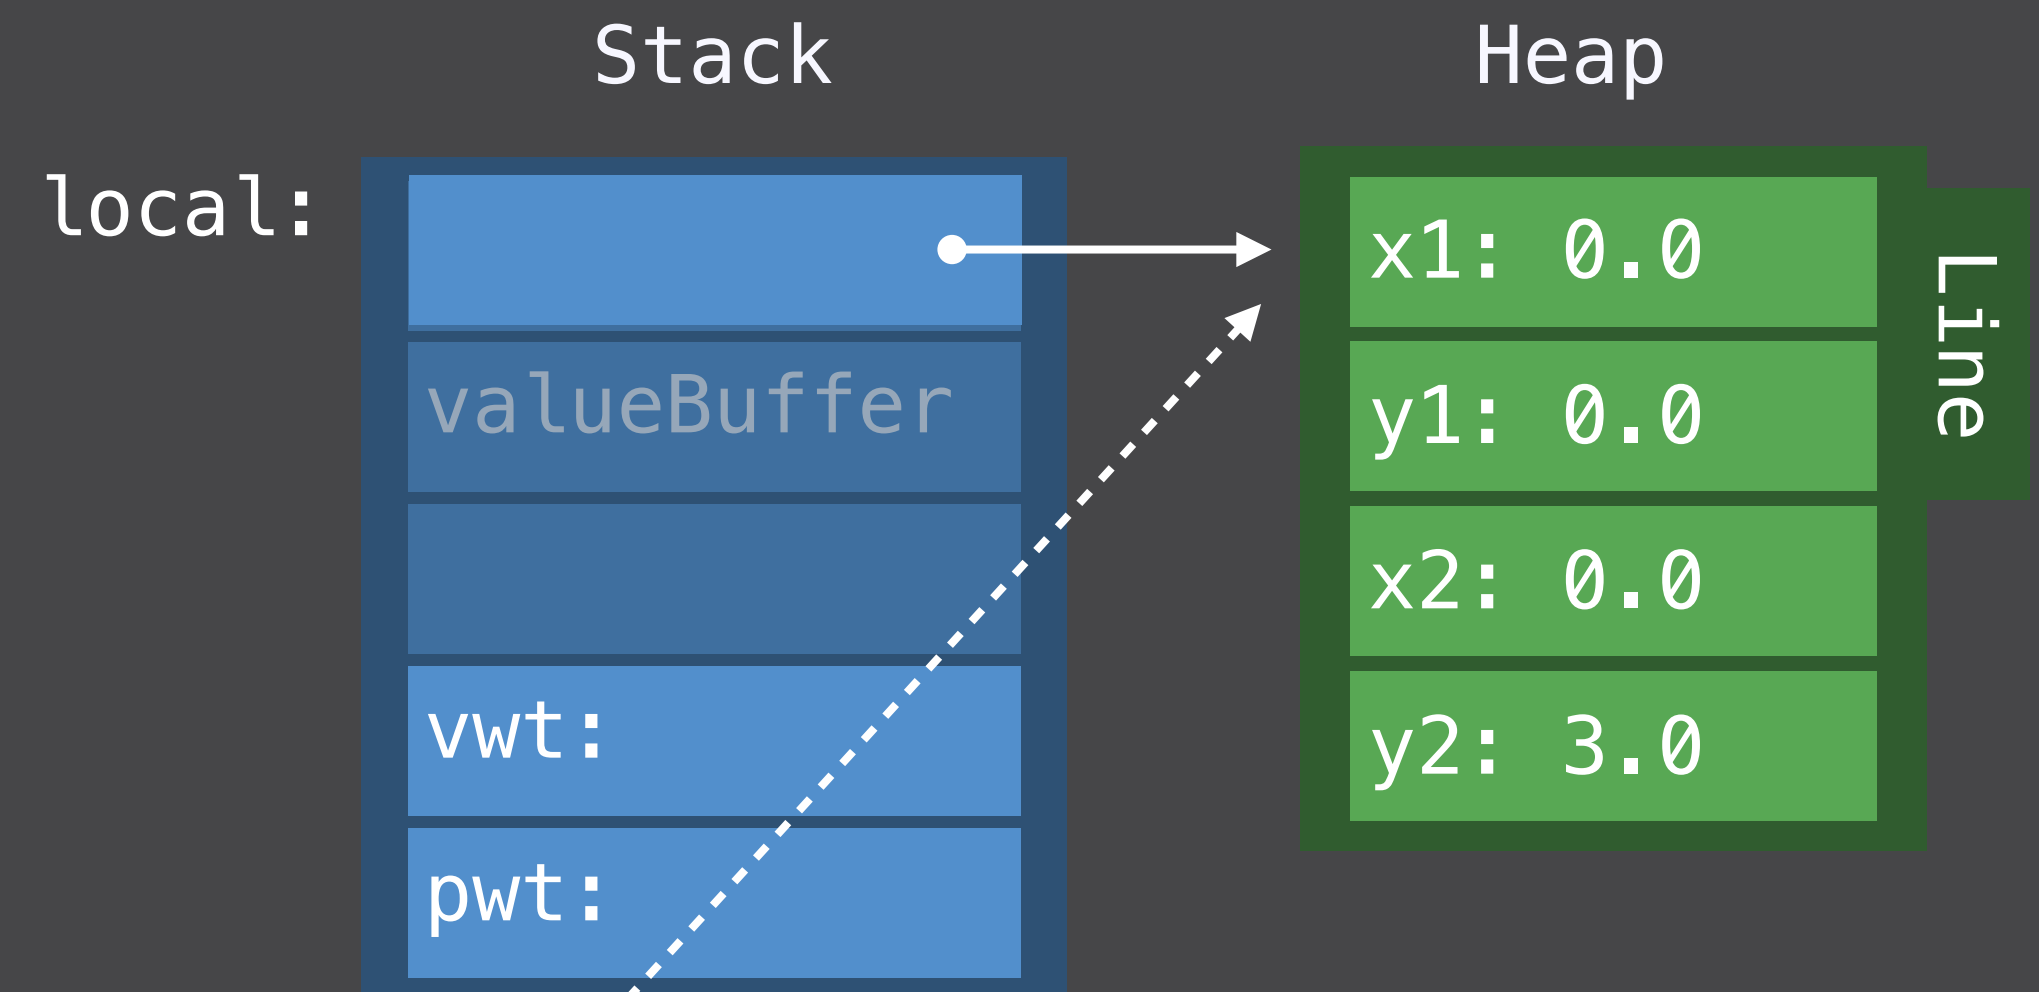 Stack
Heap
local:
valueBuffer
vwt:
pwt:
x1: 0.0
y1: 0.0
x2: 0.0
y2: 3.0
Line